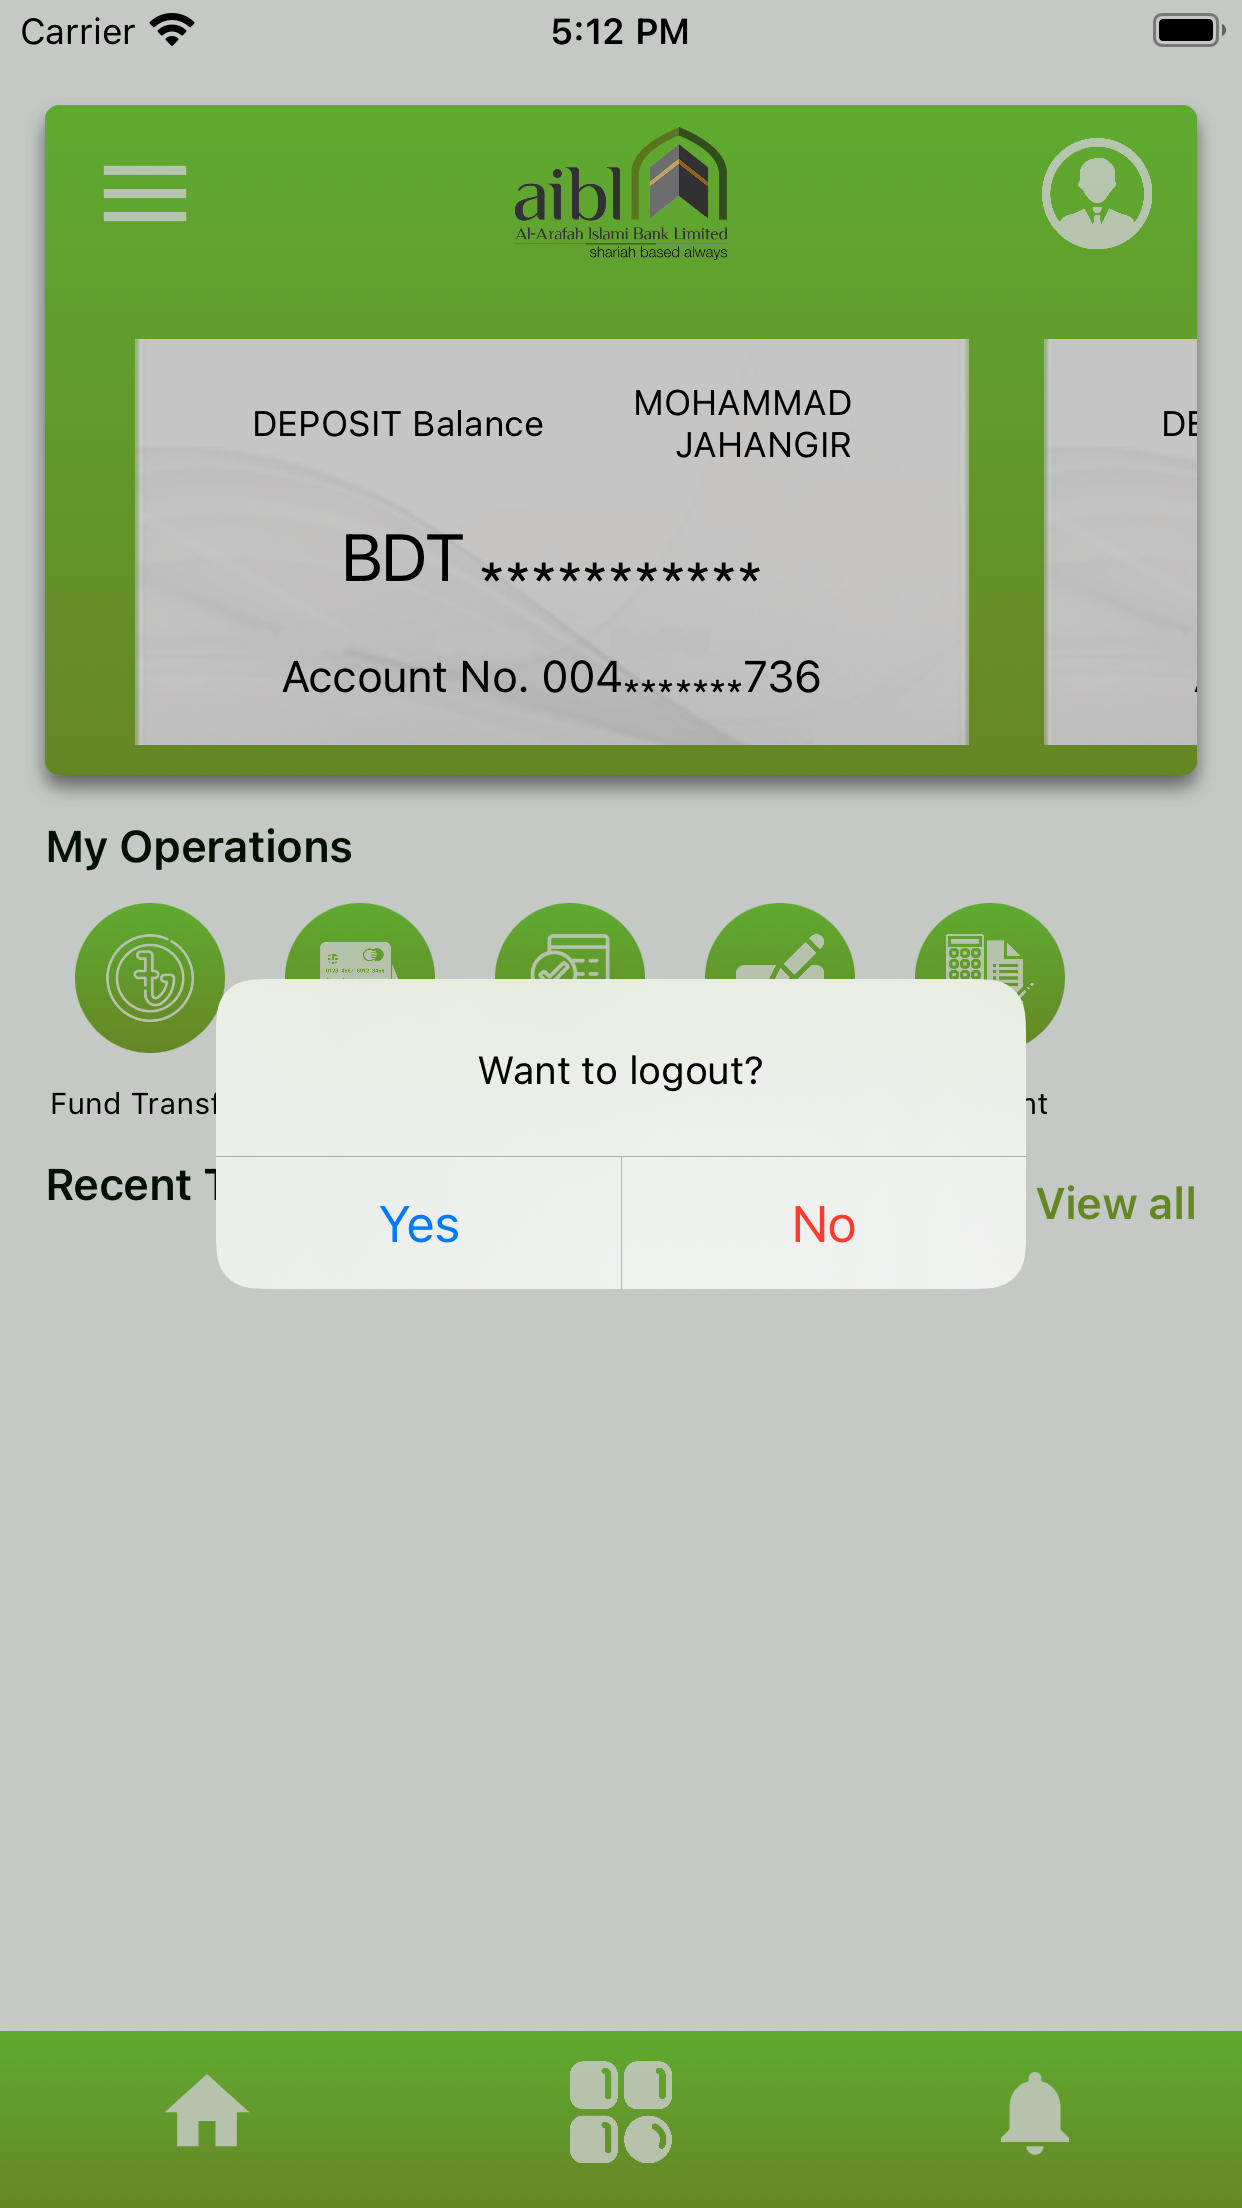 Carrier
5:12 PM
aibl
Al-Arafah Islami Bank Limited
shariah based always
DEPOSIT Balance
MOHAMMAD
JAHANGIR
BDT ***********
Account No. 004*******736
My Operations
Fund Transf
nt
Want to logout?
Recent T
View all
Yes
No